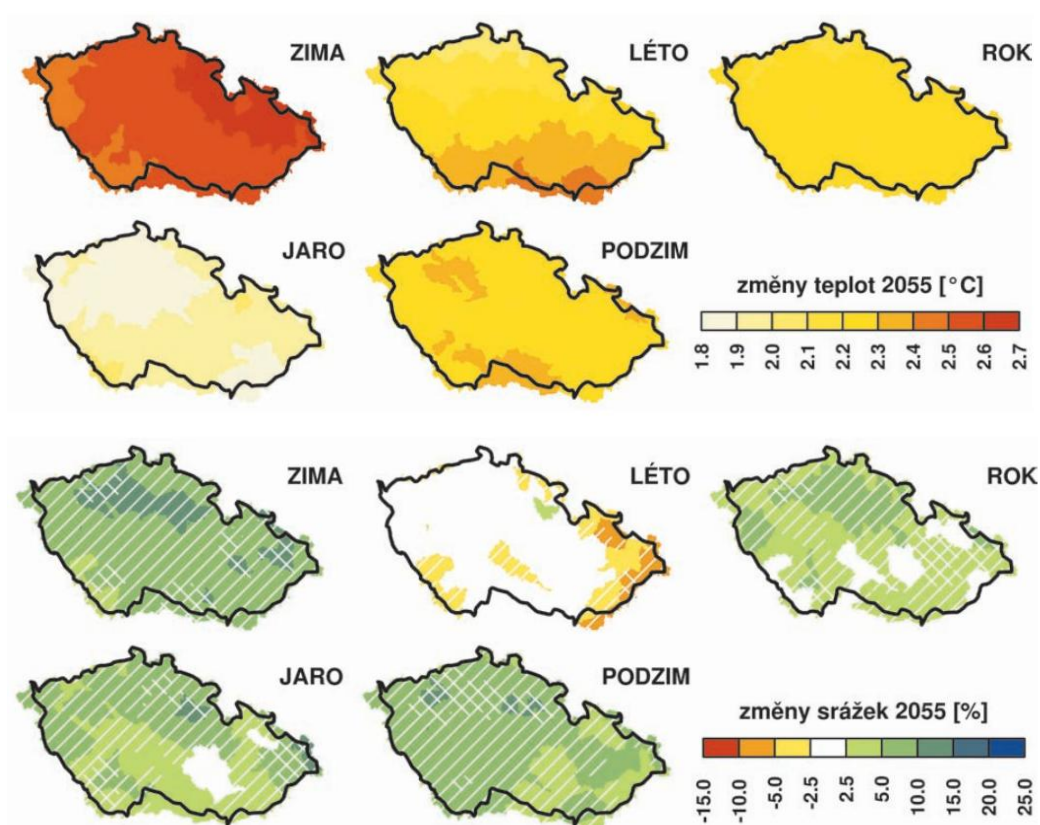 ZIMA
LÉTO
ROK
JARO
PODZIM
změny teplot 2055 [°C]
1.8 1.9 2.0 2.1 2.2 2.3 2.4 2.5 2.6 2.7
ZIMA
LÉTO
ROK
JARO
PODZIM
změny srážek 2055 [%]
-15.0 -10.0 -5.0 -2.5 2.5 5.0 10.0 15.0 20.0 25.0